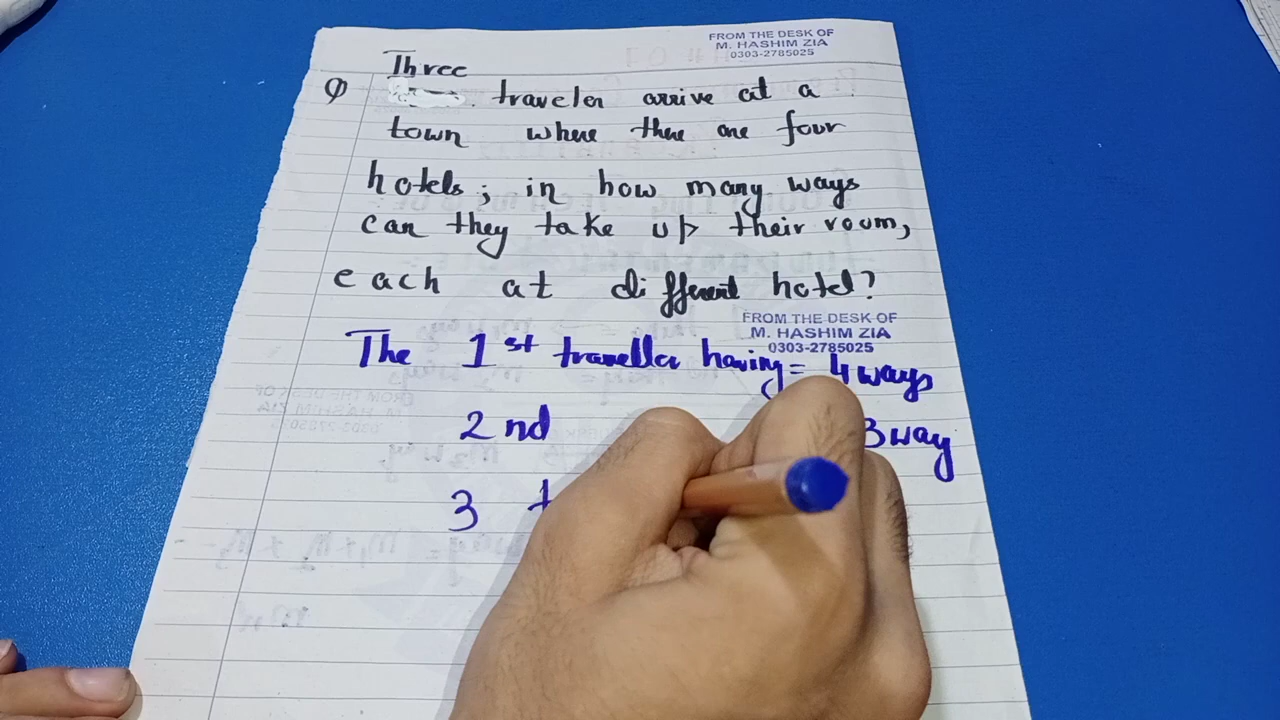 FROM THE DESK OF
M. HASHIM ZIA
0303-2785025
Three
Q traveler arrive at a
town where there are four
hotels; in how many ways
can they take up their room,
each at different hotel?
FROM THE DESK OF
M. HASHIM ZIA
0303-2785025
The 1st traveller having = 4 ways
2nd 3 way
3 t